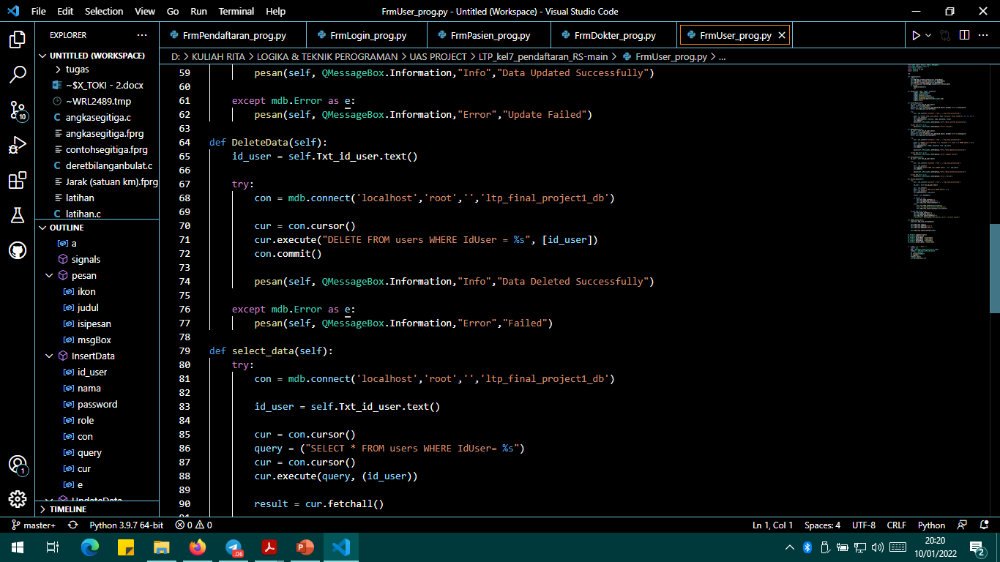 File Edit Selection View Go Run Terminal Help FrmUser_prog.py - Untitled (Workspace) - Visual Studio Code
EXPLORER ...
FrmPendaftaran_prog.py FrmLogin_prog.py FrmPasien_prog.py FrmDokter_prog.py FrmUser_prog.py
UNTITLED (WORKSPACE)
tugas
~$X_TOKI - 2.docx
~WRL2489.tmp
angkasegitiga.c
angkasegitiga.fprg
contohsegitiga.fprg
deretbilanganbulat.c
Jarak (satuan km).fprg
latihan
latihan.c
OUTLINE
a
signals
pesan
ikon
judul
isipesan
msgBox
InsertData
id_user
nama
password
role
con
query
cur
e
UpdateData
TIMELINE
10
1
D: > KULIAH RITA > LOGIKA & TEKNIK PEROGRAMAN > UAS PROJECT > LTP_kel7_pendaftaran_RS-main > FrmUser_prog.py > ...
59 pesan(self, QMessageBox.Information,"Info","Data Updated Successfully")
60
61 except mdb.Error as e:
62 pesan(self, QMessageBox.Information,"Error","Update Failed")
63
64 def DeleteData(self):
65 id_user = self.Txt_id_user.text()
66
67 try:
68 con = mdb.connect('localhost','root','','ltp_final_project1_db')
69
70 cur = con.cursor()
71 cur.execute("DELETE FROM users WHERE IdUser = %s", [id_user])
72 con.commit()
73
74 pesan(self, QMessageBox.Information,"Info","Data Deleted Successfully")
75
76 except mdb.Error as e:
77 pesan(self, QMessageBox.Information,"Error","Failed")
78
79 def select_data(self):
80 try:
81 con = mdb.connect('localhost','root','','ltp_final_project1_db')
82
83 id_user = self.Txt_id_user.text()
84
85 cur = con.cursor()
86 query = ("SELECT * FROM users WHERE IdUser= %s")
87 cur = con.cursor()
88 cur.execute(query, (id_user))
89
90 result = cur.fetchall()
master+ Python 3.9.7 64-bit 0 0 Ln 1, Col 1 Spaces: 4 UTF-8 CRLF Python
.06
20:20
10/01/2022
2